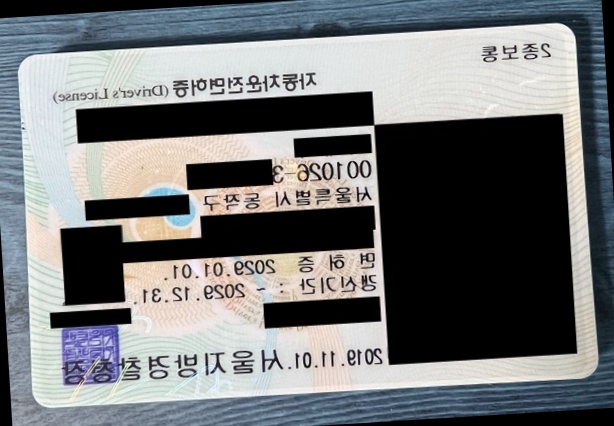 2종보통
자동차운전면허증 (Driver's License)
001026-3
서울특별시 동작구
면 허 증 2029.01.01.
갱신기간 : ~ 2029.12.31.
2019.11.01. 서울지방경찰청장